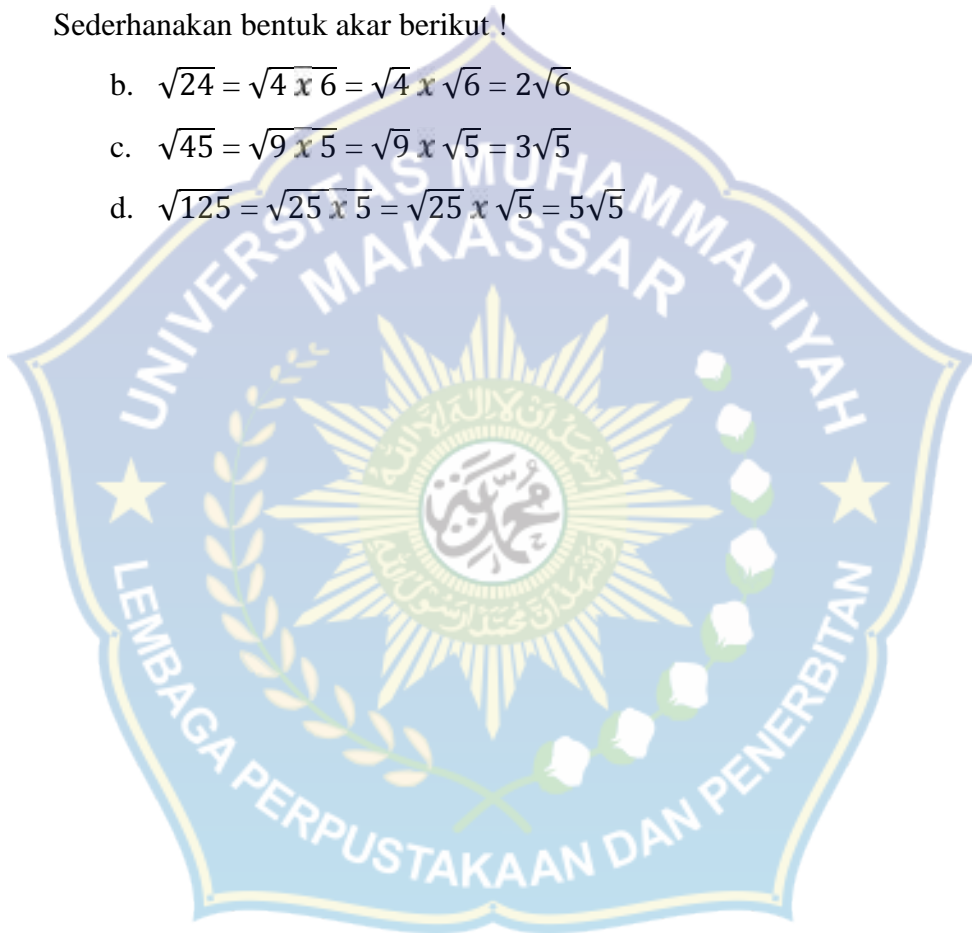 Sederhanakan bentuk akar berikut !
b. √24 = √4 x 6 = √4 x √6 = 2√6
c. √45 = √9 x 5 = √9 x √5 = 3√5
d. √125 = √25 x 5 = √25 x √5 = 5√5
UNIVERSITAS MUHAMMADIYAH
MAKASSAR
محمدية
LEMBAGA PERPUSTAKAAN DAN PENERBITAN